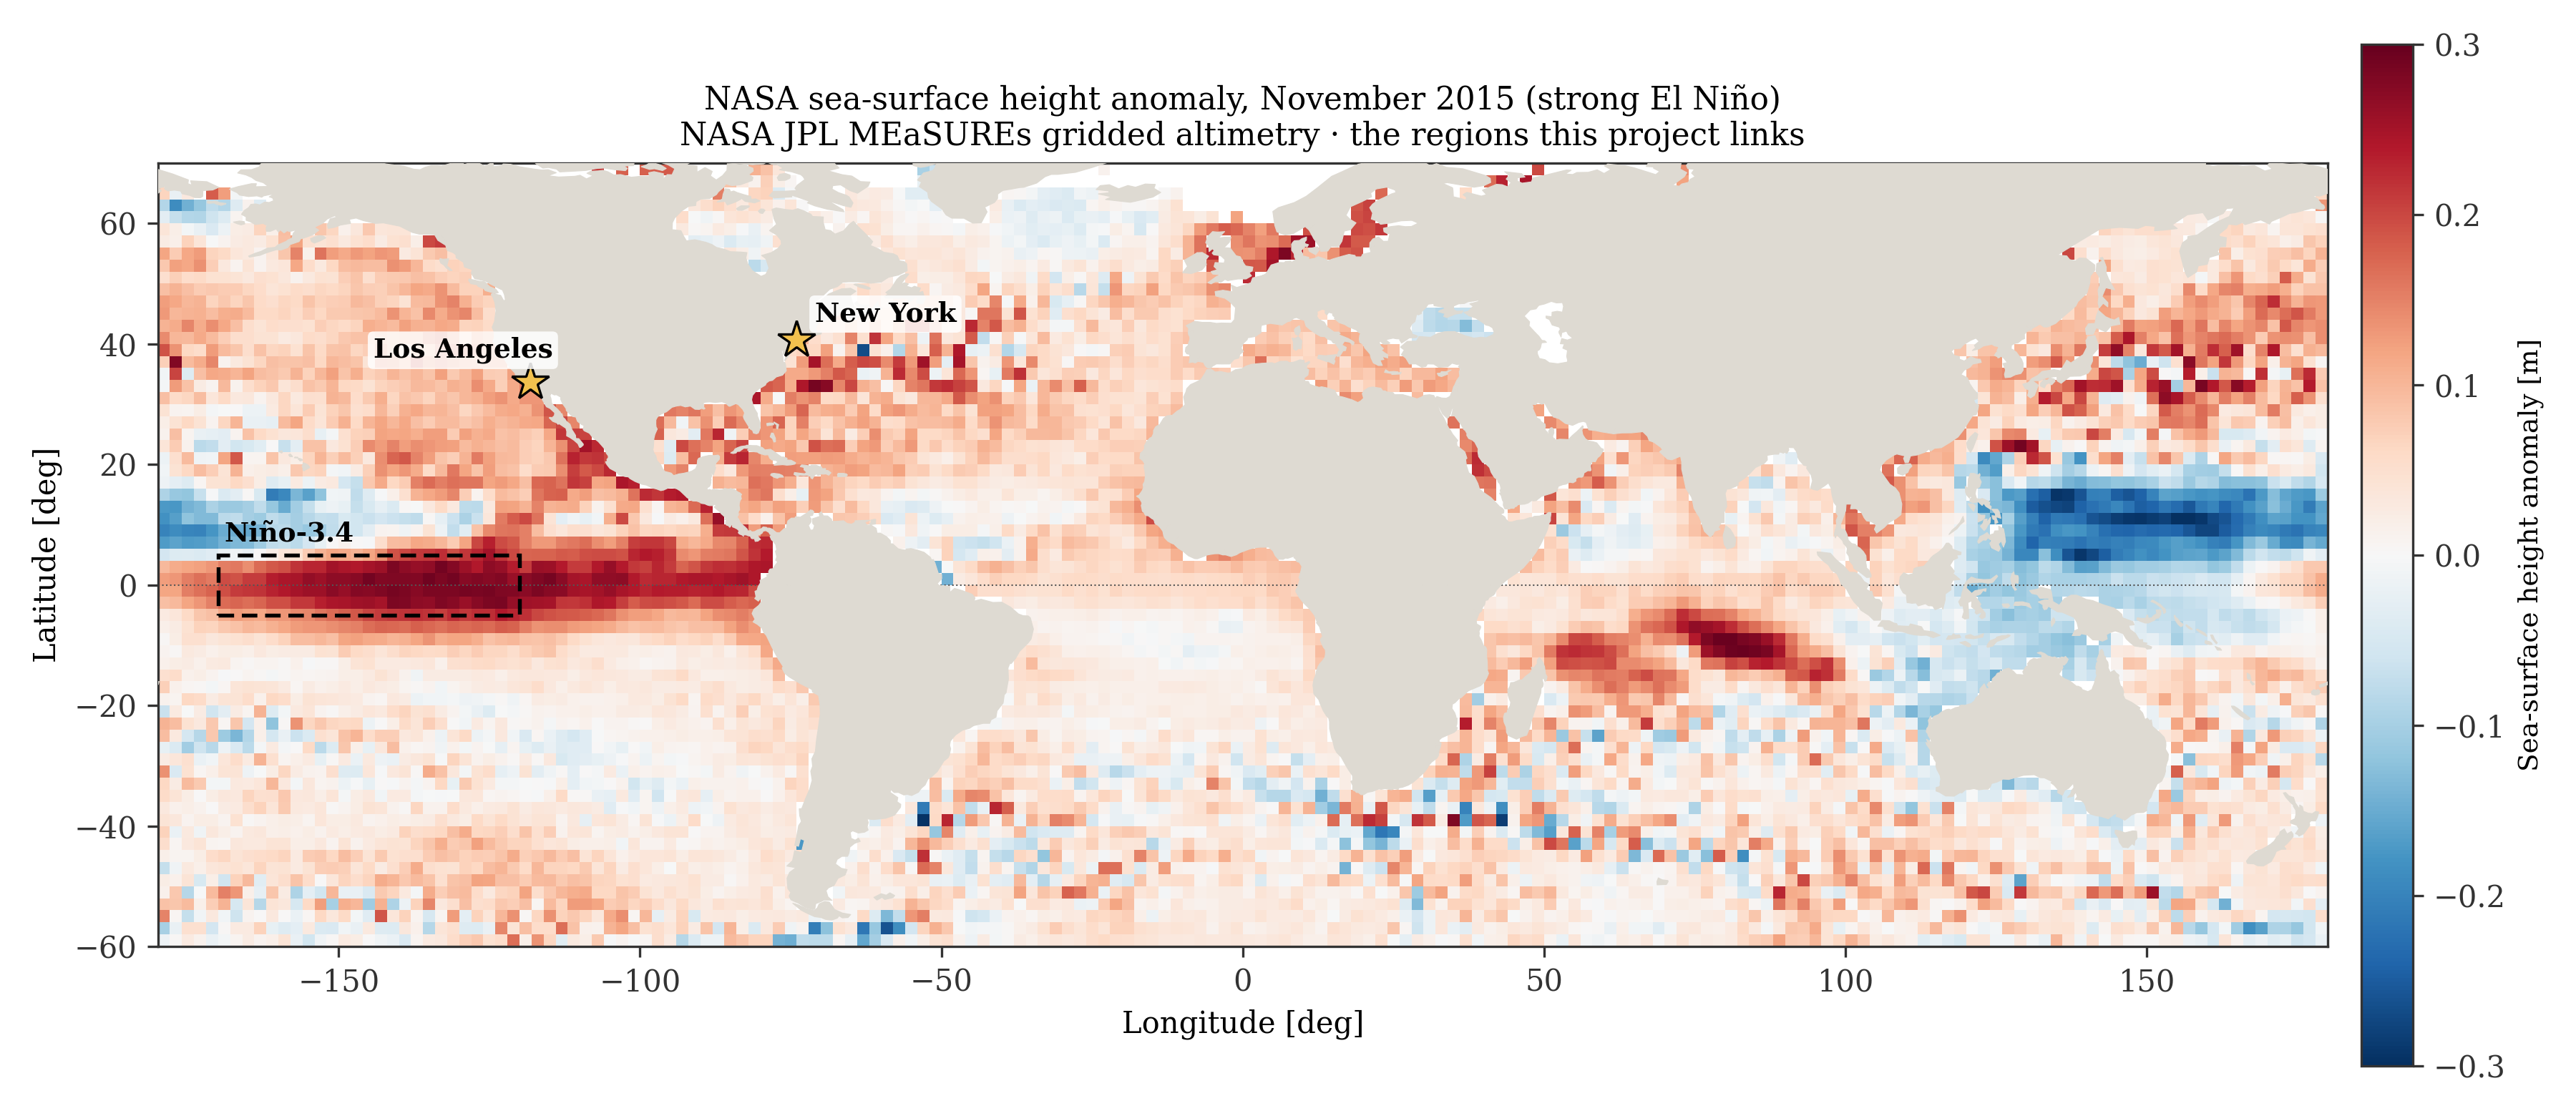 NASA sea-surface height anomaly, November 2015 (strong El Niño)
NASA JPL MEaSUREs gridded altimetry · the regions this project links
New York
Los Angeles
Niño-3.4
Latitude [deg]
60
40
20
0
−20
−40
−60
−150
−100
−50
0
50
100
150
Longitude [deg]
0.3
0.2
0.1
0.0
−0.1
−0.2
−0.3
Sea-surface height anomaly [m]